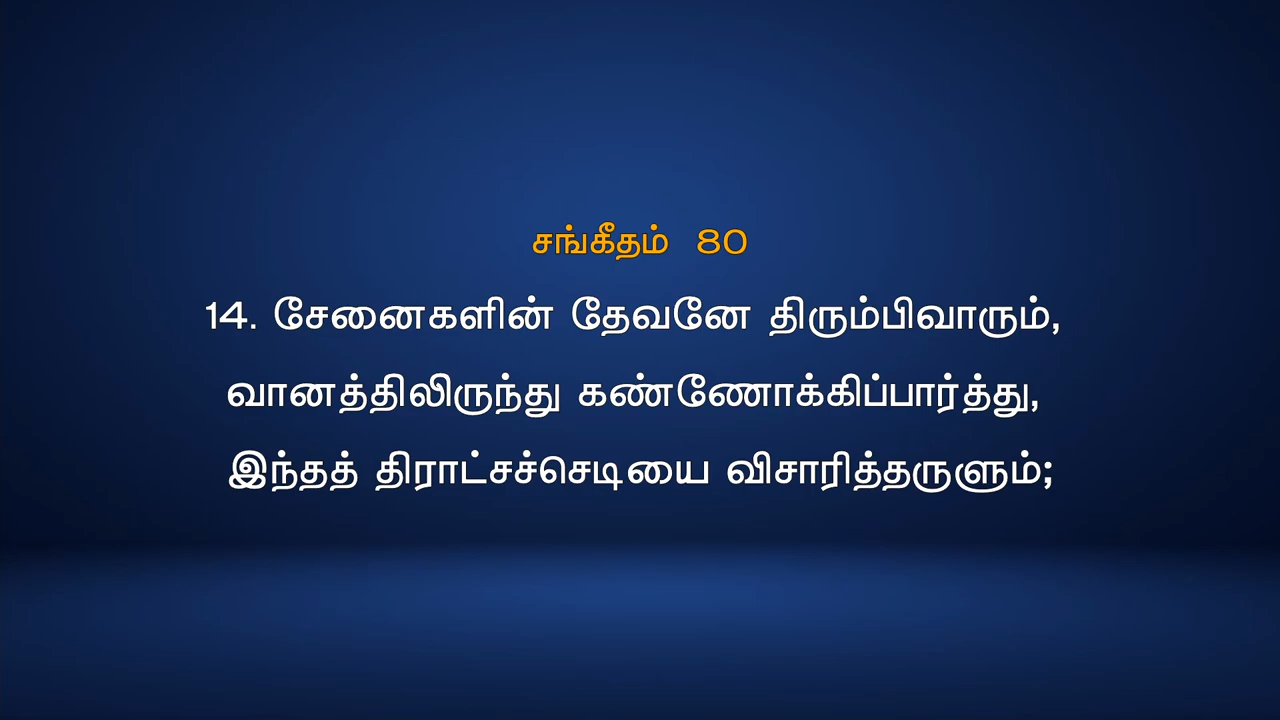 சங்கீதம் 80
14. சேனைகளின் தேவனே திரும்பிவாரும்,
வானத்திலிருந்து கண்ணோக்கிப்பார்த்து,
இந்தத் திராட்சச்செடியை விசாரித்தருளும்;